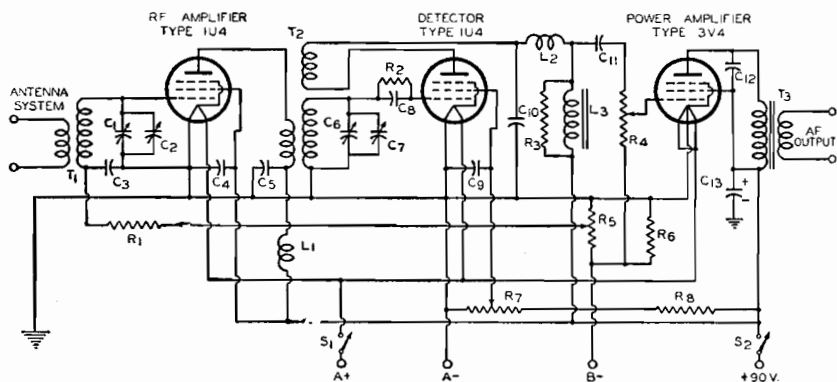 RF AMPLIFIER
TYPE 1U4
DETECTOR
TYPE 1U4
POWER AMPLIFIER
TYPE 3V4
ANTENNA
SYSTEM
T2
L2
C11
R2
C8
C12
T3
C1
C2
C6
C7
C10
R3
L3
R4
AF
OUTPUT
T1
C3
C4
C5
C9
C13
+
-
R1
R5
R6
L1
R7
R8
S1
S2
A+
A-
B-
+90 V.